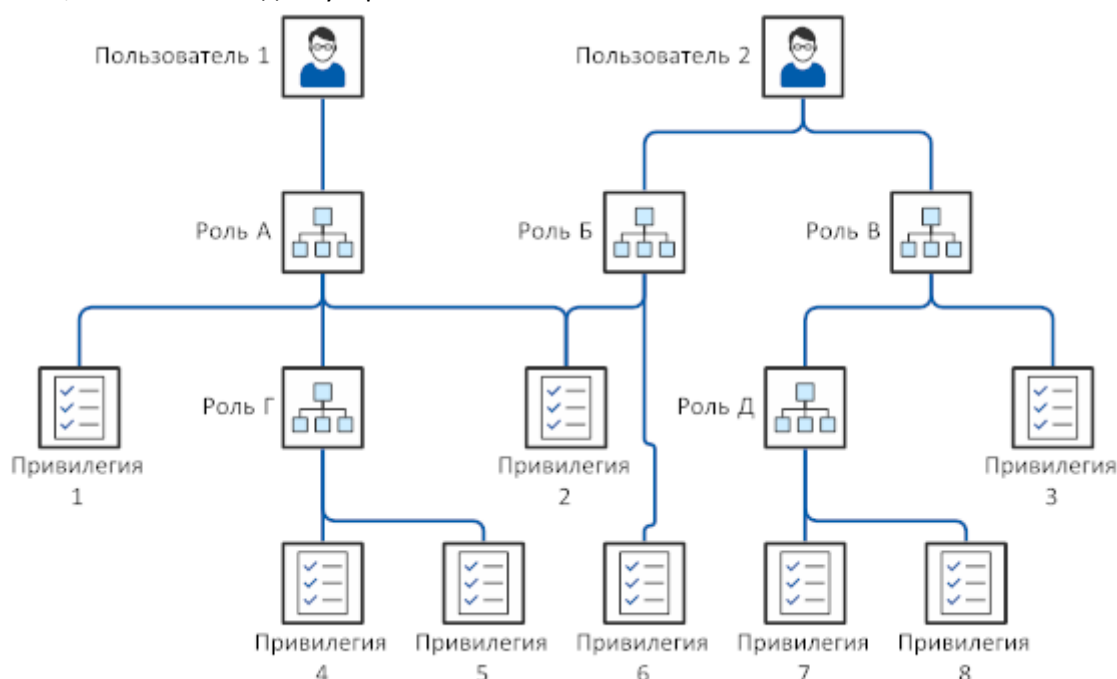 Пользователь 1
Пользователь 2
Роль А
Роль Б
Роль В
Роль Г
Роль Д
Привилегия
1
Привилегия
2
Привилегия
3
Привилегия
4
Привилегия
5
Привилегия
6
Привилегия
7
Привилегия
8